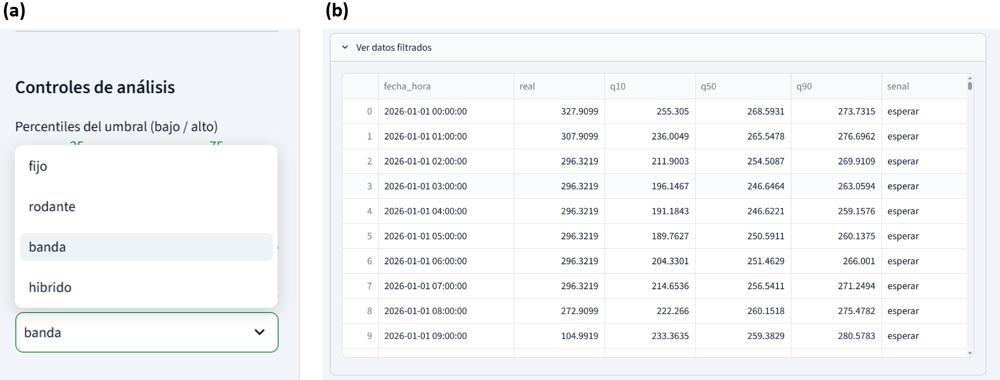 (a)
Controles de análisis
Percentiles del umbral (bajo / alto)
25 75
fijo
rodante
banda
hibrido
banda
(b)
Ver datos filtrados
fecha_hora real q10 q50 q90 senal
0 2026-01-01 00:00:00 327.9099 255.305 268.5931 273.7315 esperar
1 2026-01-01 01:00:00 307.9099 236.0049 265.5478 276.6962 esperar
2 2026-01-01 02:00:00 296.3219 211.9003 254.5087 269.9109 esperar
3 2026-01-01 03:00:00 296.3219 196.1467 246.6464 263.0594 esperar
4 2026-01-01 04:00:00 296.3219 191.1843 246.6221 259.1576 esperar
5 2026-01-01 05:00:00 296.3219 189.7627 250.5911 260.1375 esperar
6 2026-01-01 06:00:00 296.3219 204.3301 251.4629 266.001 esperar
7 2026-01-01 07:00:00 296.3219 214.6536 256.5411 271.2494 esperar
8 2026-01-01 08:00:00 272.9099 222.266 260.1518 275.4782 esperar
9 2026-01-01 09:00:00 104.9919 233.3635 259.3829 280.5783 esperar